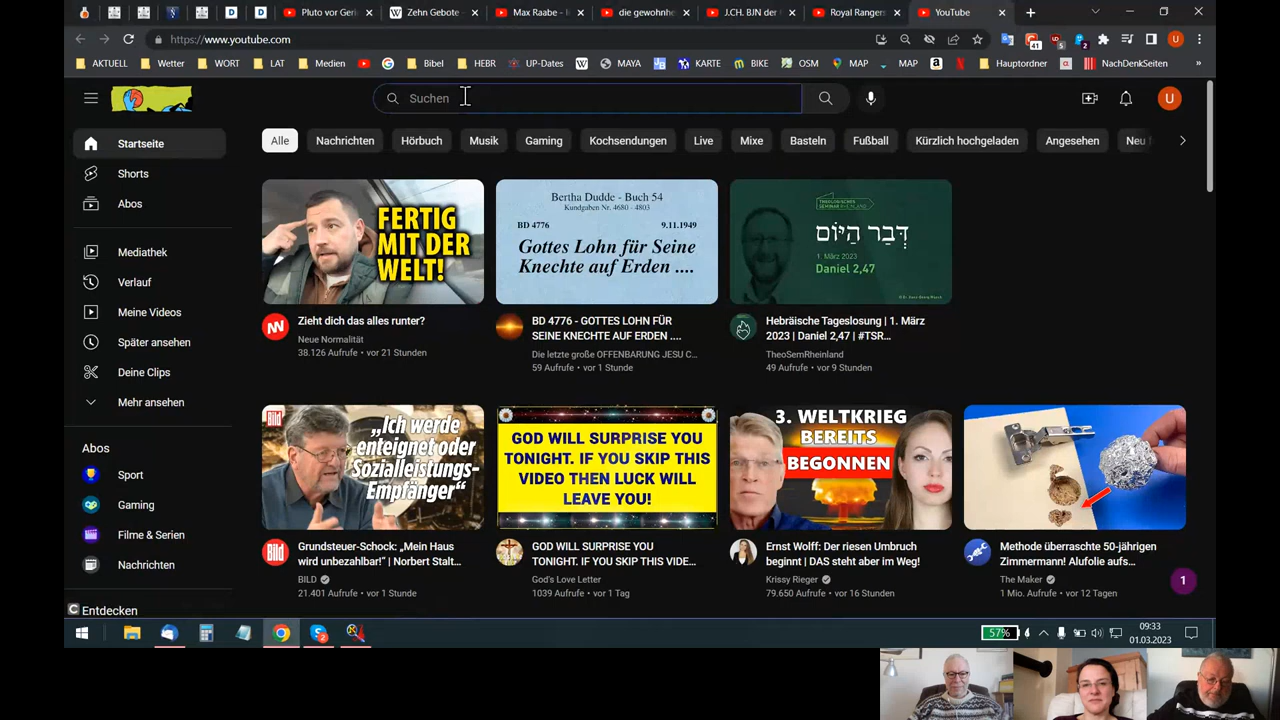 Pluto vor Geri
Zehn Gebote
Max Raabe - I
die gewohnhe
J.CH. BJN der
Royal Ranger
YouTube
https://www.youtube.com
41
5
2
U
AKTUELL
Wetter
WORT
LAT
Medien
Bibel
HEBR
UP-Dates
MAYA
KARTE
BIKE
OSM
MAP
MAP
Hauptordner
NachDenkSeiten
»
Suchen
U
Startseite
Shorts
Abos
Mediathek
Verlauf
Meine Videos
Später ansehen
Deine Clips
Mehr ansehen
Abos
Sport
Gaming
Filme & Serien
Nachrichten
Entdecken
Alle
Nachrichten
Hörbuch
Musik
Gaming
Kochsendungen
Live
Mixe
Basteln
Fußball
Kürzlich hochgeladen
Angesehen
Neu f
FERTIG
MIT DER
WELT!
Zieht dich das alles runter?
Neue Normalität
38.126 Aufrufe • vor 21 Stunden
Bertha Dudde - Buch 54
Kundgaben Nr. 4680 - 4803
BD 4776
9.11.1949
Gottes Lohn für Seine
Knechte auf Erden ....
BD 4776 - GOTTES LOHN FÜR
SEINE KNECHTE AUF ERDEN ....
Die letzte große OFFENBARUNG JESU C...
59 Aufrufe • vor 1 Stunde
THEOLOGISCHES
SEMINAR RHEINLAND
דְּבַר הַיּוֹם
1. März 2023
Daniel 2,47
Hebräische Tageslosung | 1. März
2023 | Daniel 2,47 | #TSR...
TheoSemRheinland
49 Aufrufe • vor 9 Stunden
Bild
„Ich werde
enteignet oder
Sozialleistungs-
Empfänger“
Grundsteuer-Schock: „Mein Haus
wird unbezahlbar!“ | Norbert Stalt...
BILD
21.401 Aufrufe • vor 1 Stunde
GOD WILL SURPRISE YOU
TONIGHT. IF YOU SKIP THIS
VIDEO THEN LUCK WILL
LEAVE YOU!
GOD WILL SURPRISE YOU
TONIGHT. IF YOU SKIP THIS VIDE...
God's Love Letter
1039 Aufrufe • vor 1 Tag
3. WELTKRIEG
BEREITS
BEGONNEN
Ernst Wolff: Der riesen Umbruch
beginnt | DAS steht aber im Weg!
Krissy Rieger
79.650 Aufrufe • vor 16 Stunden
Methode überraschte 50-jährigen
Zimmermann! Alufolie aufs...
The Maker
1 Mio. Aufrufe • vor 12 Tagen
1
57%
09:33
01.03.2023